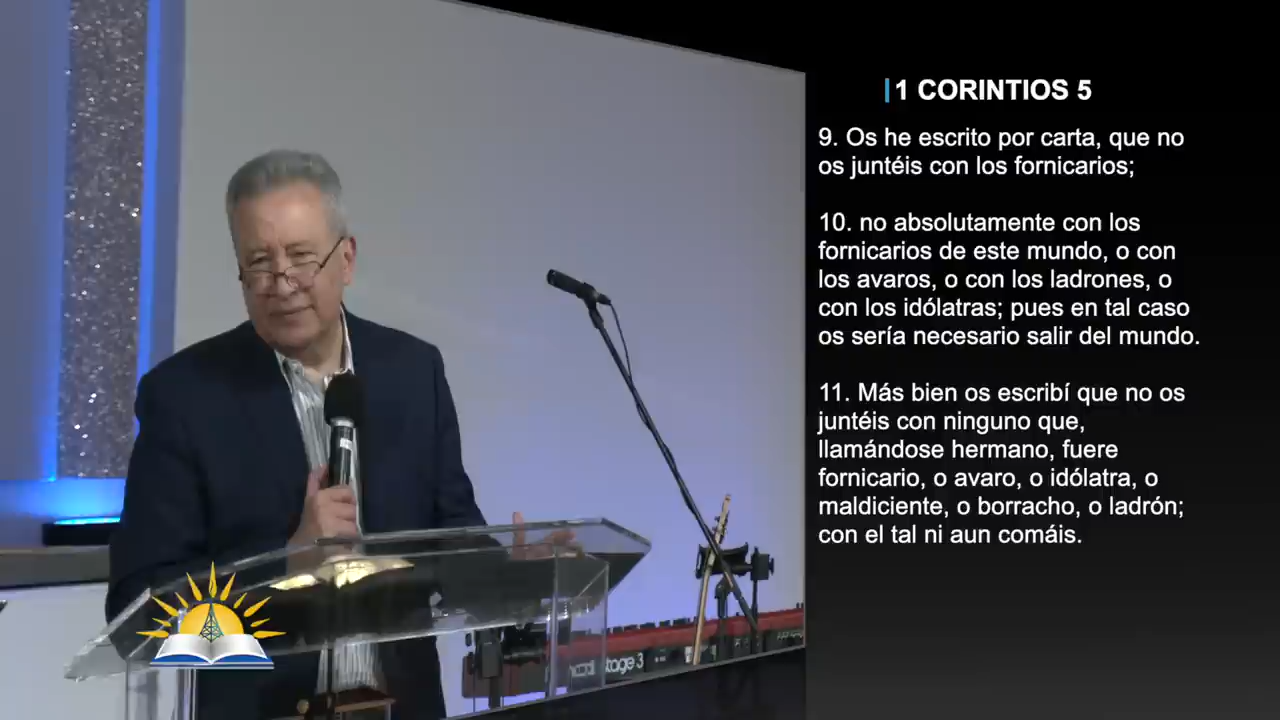 1 CORINTIOS 5
9. Os he escrito por carta, que no
os juntéis con los fornicarios;
10. no absolutamente con los
fornicarios de este mundo, o con
los avaros, o con los ladrones, o
con los idólatras; pues en tal caso
os sería necesario salir del mundo.
11. Más bien os escribí que no os
juntéis con ninguno que,
llamándose hermano, fuere
fornicario, o avaro, o idólatra, o
maldiciente, o borracho, o ladrón;
con el tal ni aun comáis.
stage 3